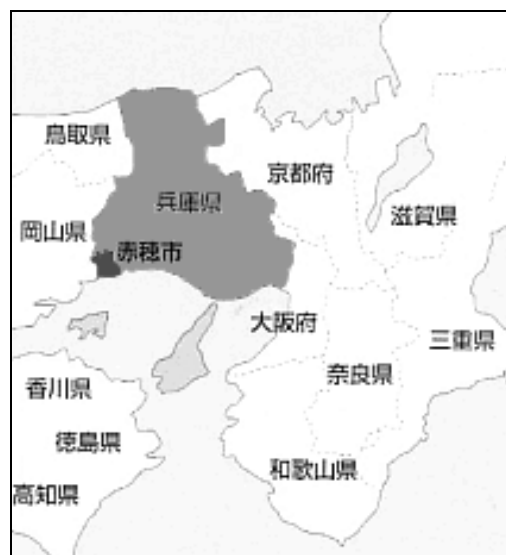 鳥取県
京都府
兵庫県
滋賀県
岡山県
赤穂市
大阪府
三重県
奈良県
香川県
徳島県
和歌山県
高知県